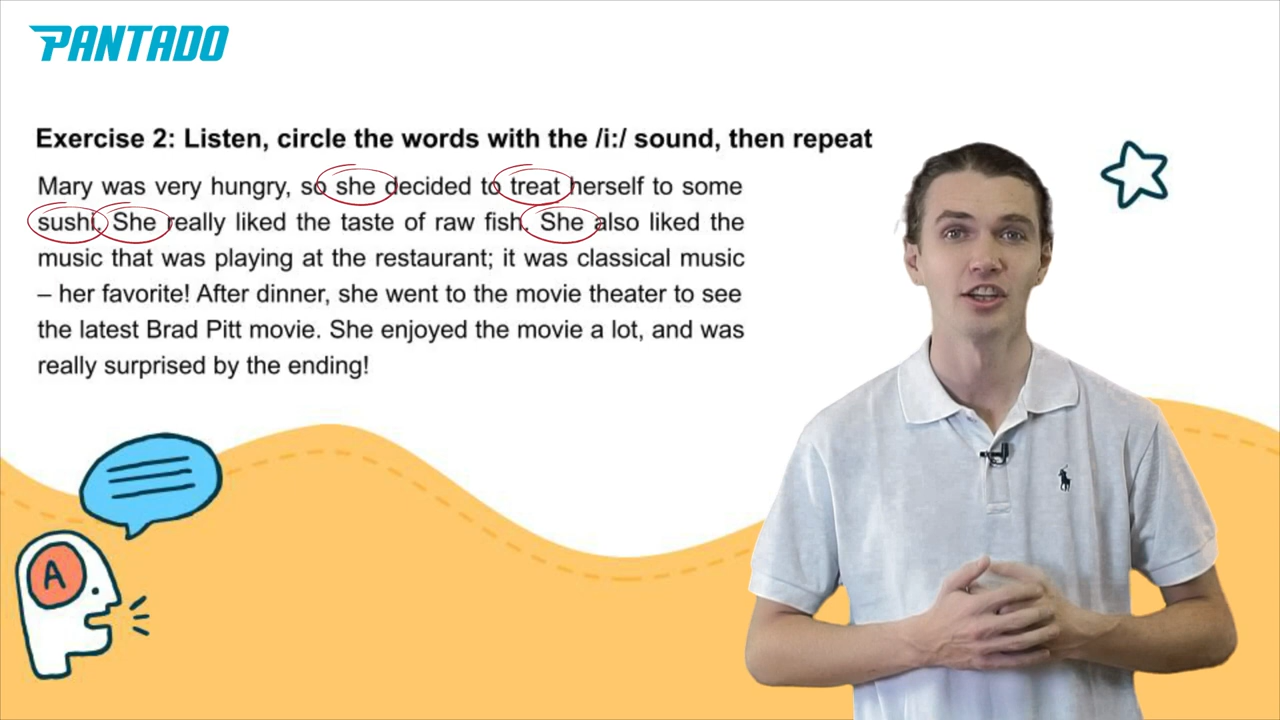 PANTADO
Exercise 2: Listen, circle the words with the /i:/ sound, then repeat
Mary was very hungry, so she decided to treat herself to some
sushi. She really liked the taste of raw fish. She also liked the
music that was playing at the restaurant; it was classical music
– her favorite! After dinner, she went to the movie theater to see
the latest Brad Pitt movie. She enjoyed the movie a lot, and was
really surprised by the ending!
A